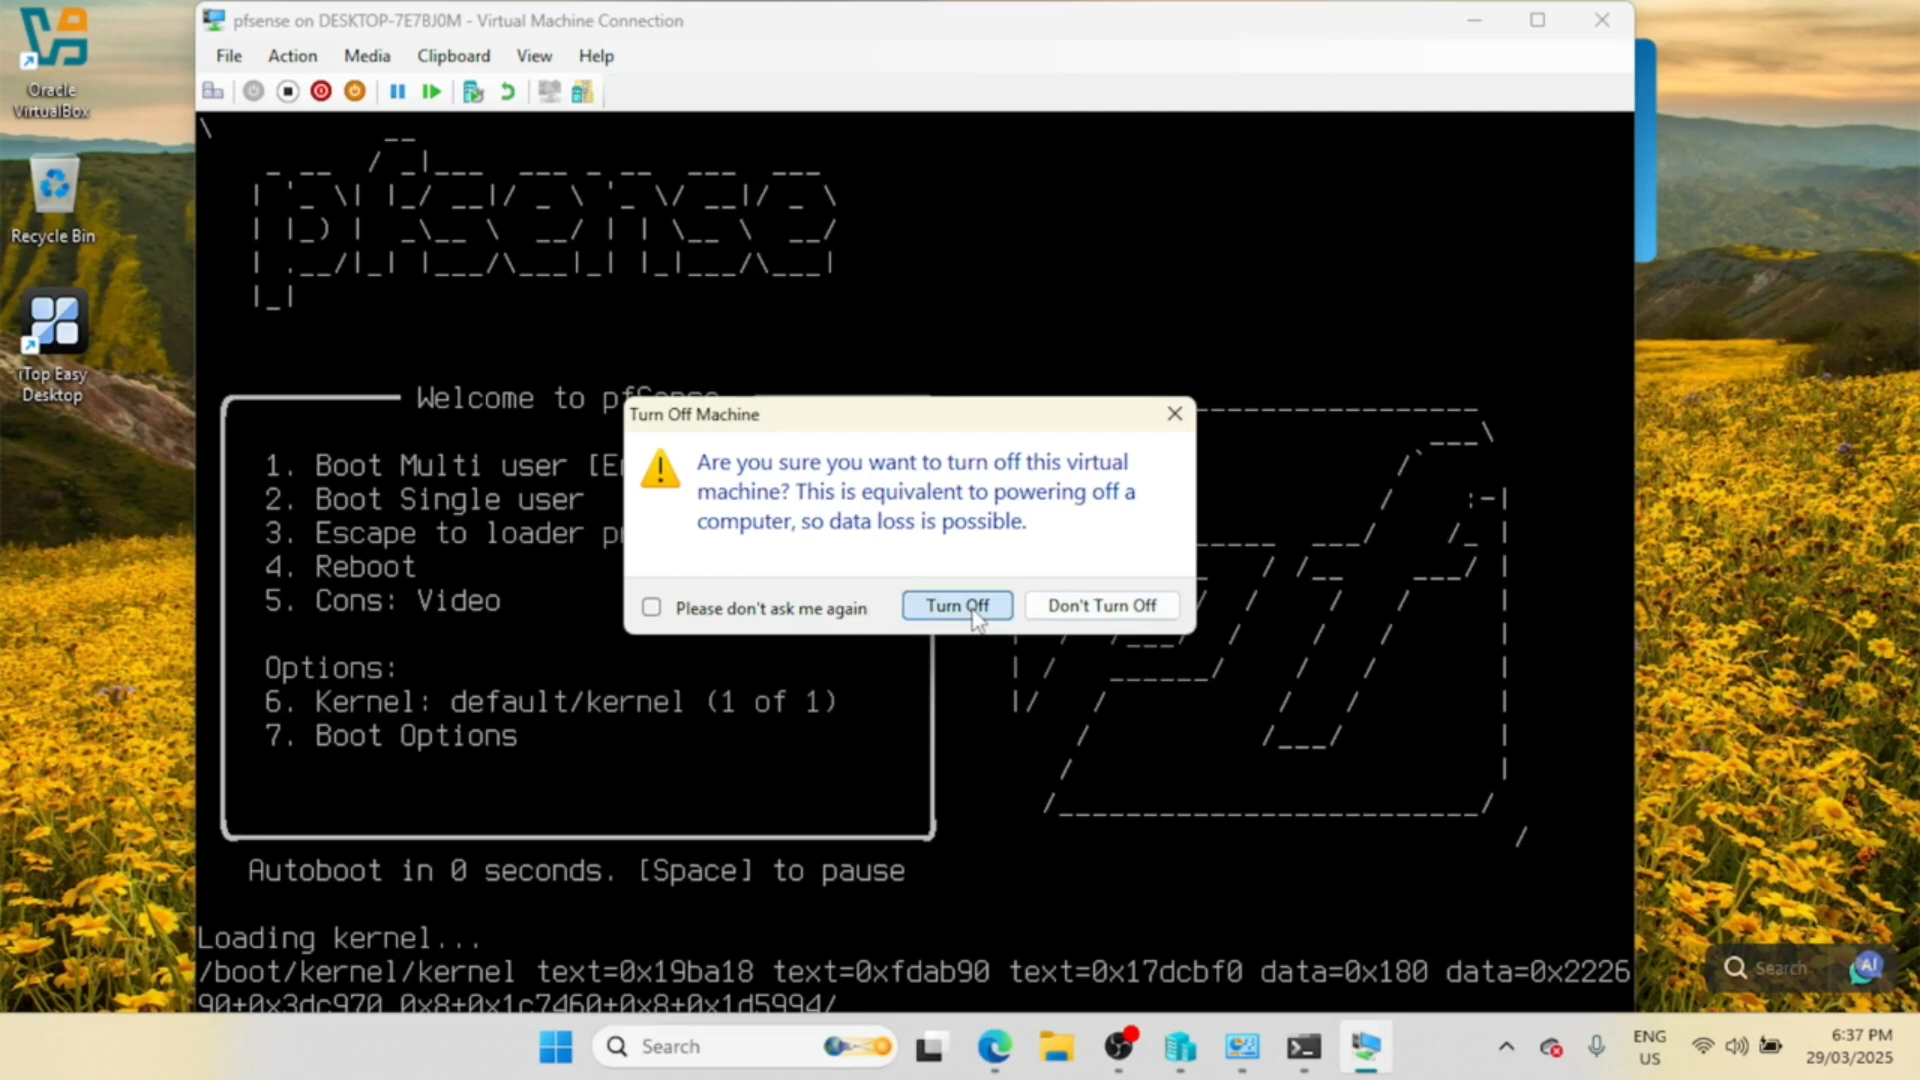 Oracle
VirtualBox
Recycle Bin
iTop Easy
Desktop
pfsense on DESKTOP-7E7BJ0M - Virtual Machine Connection
File Action Media Clipboard View Help
pfsense
Welcome to pfSense
1. Boot Multi user [E
2. Boot Single user
3. Escape to loader p
4. Reboot
5. Cons: Video
Options:
6. Kernel: default/kernel (1 of 1)
7. Boot Options
Autoboot in 0 seconds. [Space] to pause
Loading kernel...
/boot/kernel/kernel text=0x19ba18 text=0xfdab90 text=0x17dcbf0 data=0x180 data=0x2226
90+0x3dc970 0x8+0x1c7460+0x8+0x1d5994/
pf
Turn Off Machine
Are you sure you want to turn off this virtual
machine? This is equivalent to powering off a
computer, so data loss is possible.
Please don't ask me again
Turn Off
Don't Turn Off
Search
AI
Search
ENG
US
6:37 PM
29/03/2025